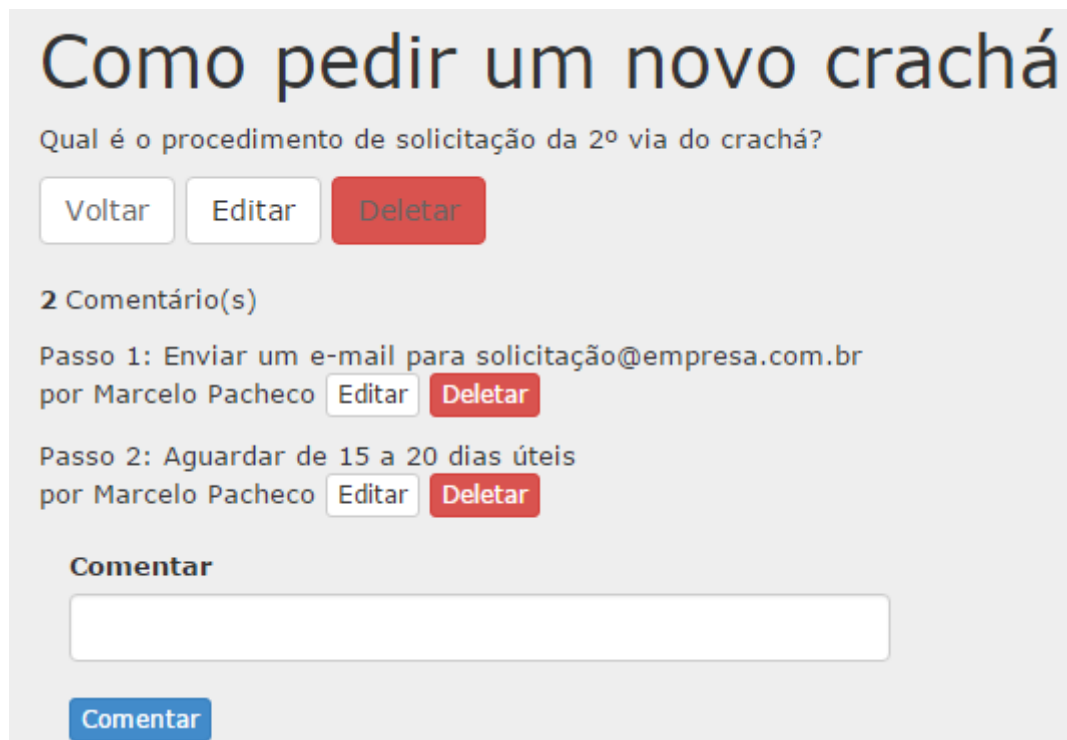 Como pedir um novo crachá
Qual é o procedimento de solicitação da 2º via do crachá?
Voltar Editar Deletar
2 Comentário(s)
Passo 1: Enviar um e-mail para solicitação@empresa.com.br
por Marcelo Pacheco Editar Deletar
Passo 2: Aguardar de 15 a 20 dias úteis
por Marcelo Pacheco Editar Deletar
Comentar
Comentar